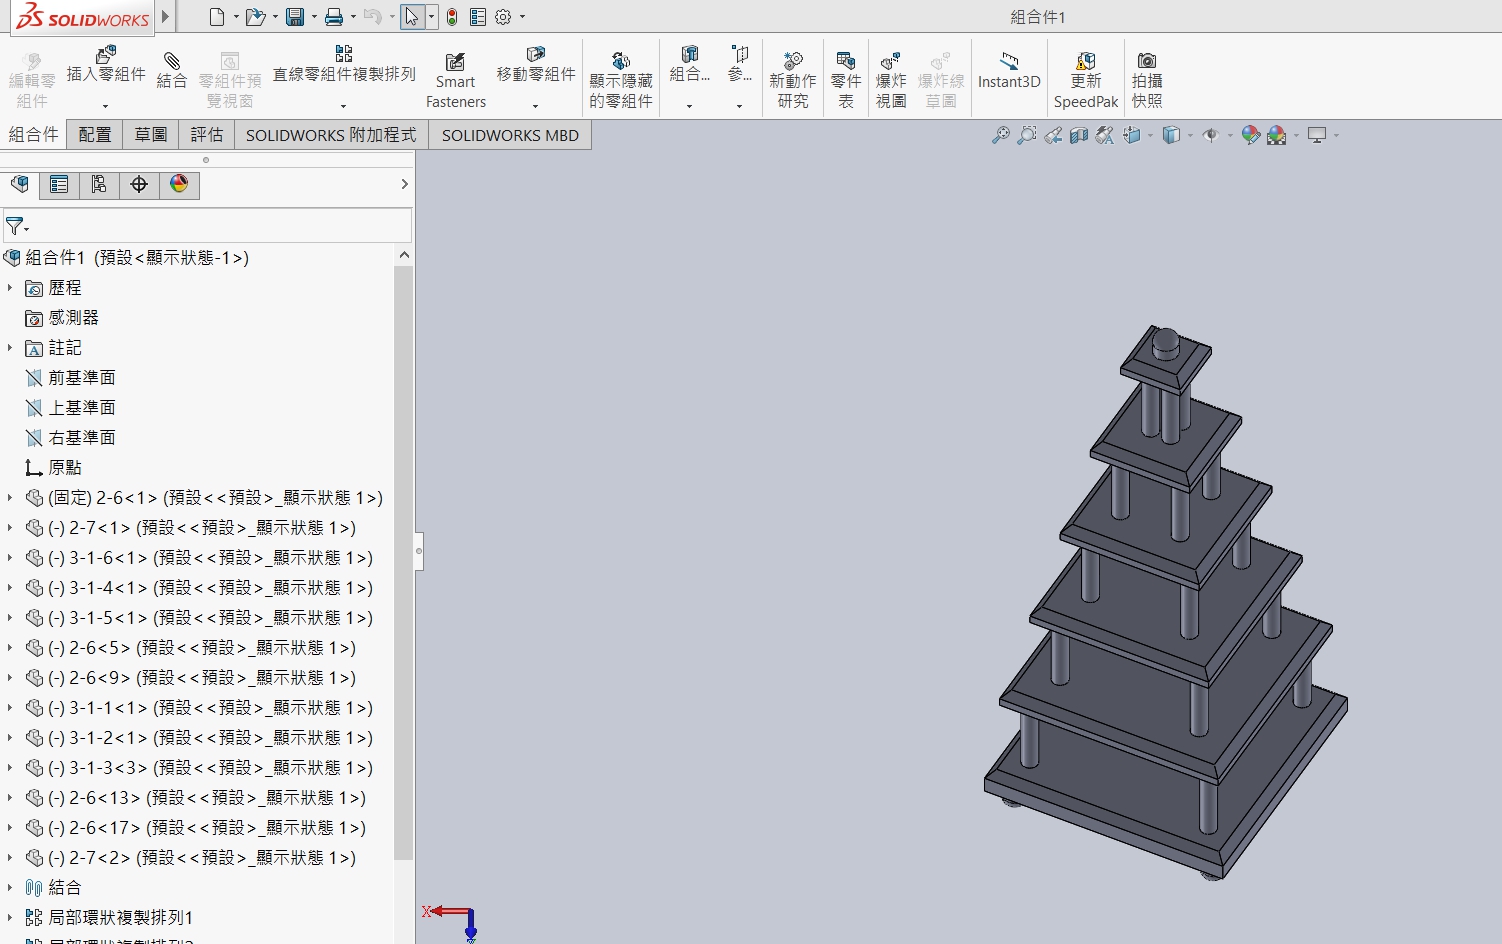 SOLIDWORKS
組合件1
編輯零組件
插入零組件
結合
零組件預覽視窗
直線零組件複製排列
Smart Fasteners
移動零組件
顯示隱藏的零組件
組合...
參...
新動作研究
零件表
爆炸視圖
爆炸線草圖
Instant3D
更新 SpeedPak
拍攝快照
組合件
配置
草圖
評估
SOLIDWORKS 附加程式
SOLIDWORKS MBD
組合件1 (預設<顯示狀態-1>)
歷程
感測器
註記
前基準面
上基準面
右基準面
原點
(固定) 2-6<1> (預設<<預設>_顯示狀態 1>)
(-) 2-7<1> (預設<<預設>_顯示狀態 1>)
(-) 3-1-6<1> (預設<<預設>_顯示狀態 1>)
(-) 3-1-4<1> (預設<<預設>_顯示狀態 1>)
(-) 3-1-5<1> (預設<<預設>_顯示狀態 1>)
(-) 2-6<5> (預設<<預設>_顯示狀態 1>)
(-) 2-6<9> (預設<<預設>_顯示狀態 1>)
(-) 3-1-1<1> (預設<<預設>_顯示狀態 1>)
(-) 3-1-2<1> (預設<<預設>_顯示狀態 1>)
(-) 3-1-3<3> (預設<<預設>_顯示狀態 1>)
(-) 2-6<13> (預設<<預設>_顯示狀態 1>)
(-) 2-6<17> (預設<<預設>_顯示狀態 1>)
(-) 2-7<2> (預設<<預設>_顯示狀態 1>)
結合
局部環狀複製排列1
X